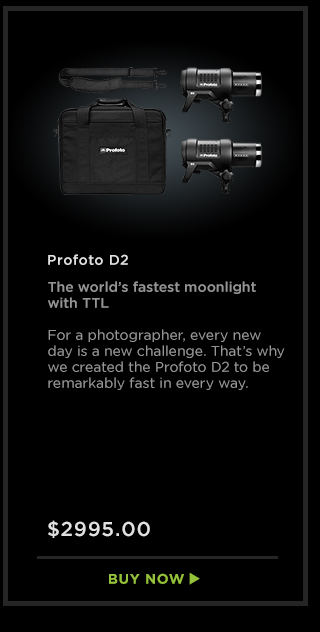 Profoto
Profoto D2
The world's fastest moonlight
with TTL
For a photographer, every new
day is a new challenge. That's why
we created the Profoto D2 to be
remarkably fast in every way.
$2995.00
BUY NOW